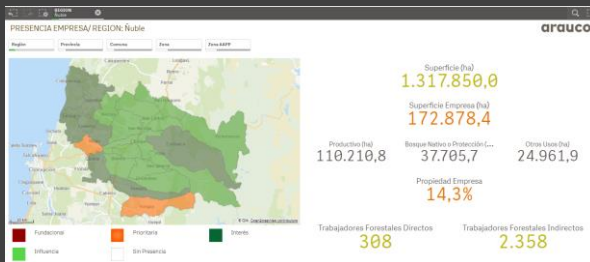 REGION
Ñuble
PRESENCIA EMPRESA/ REGION: Ñuble
arauco
Región
Provincia
Comuna
Zona
Zona AAPP
Superficie (ha)
1.317.850,0
Superficie Empresa (ha)
172.878,4
Productivo (ha)
110.210,8
Bosque Nativo o Protección (...
37.705,7
Otros Usos (ha)
24.961,9
Propiedad Empresa
14,3%
Trabajadores Forestales Directos
308
Trabajadores Forestales Indirectos
2.358
Fundacional
Prioritaria
Interés
Influencia
Sin Presencia